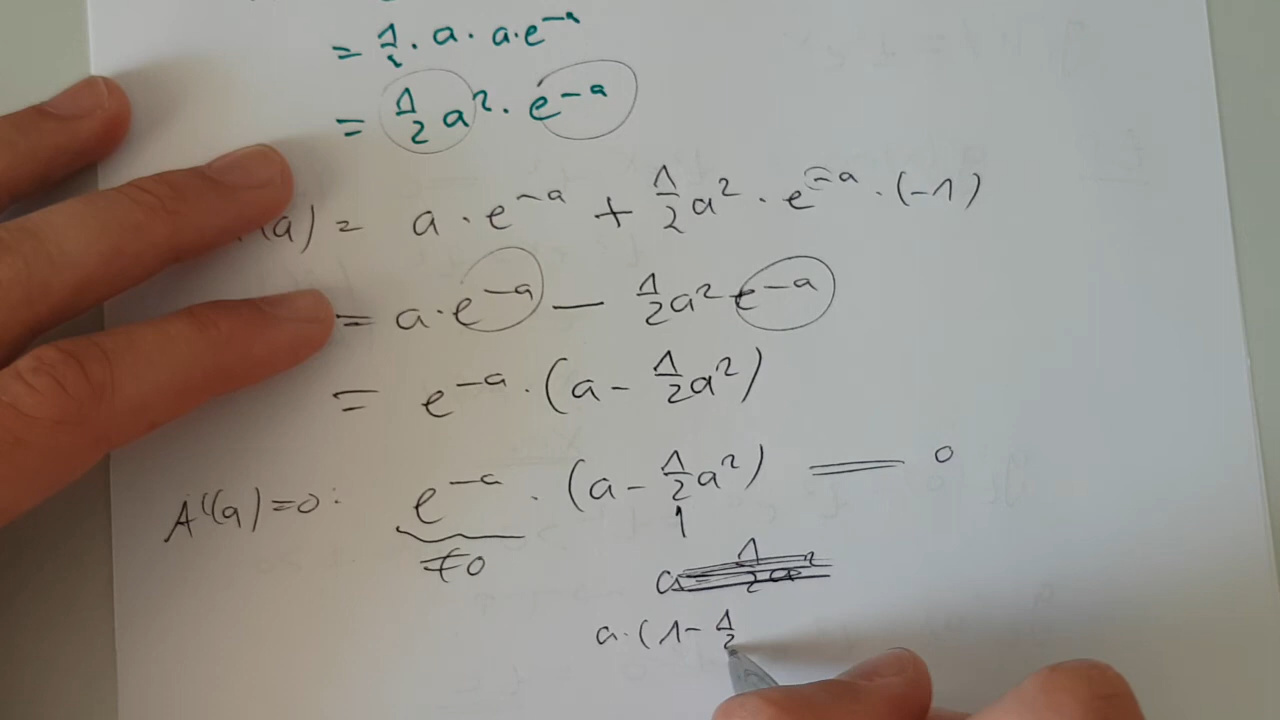 = 1/2 · a · a·e^-a
= 1/2 a² · e^-a
(a) = a · e^-a + 1/2 a² · e^-a · (-1)
= a·e^-a — 1/2 a² e^-a
= e^-a · (a - 1/2 a²)
A'(a)=0: e^-a · (a - 1/2 a²) = 0
≠0
a·(1 - 1/2